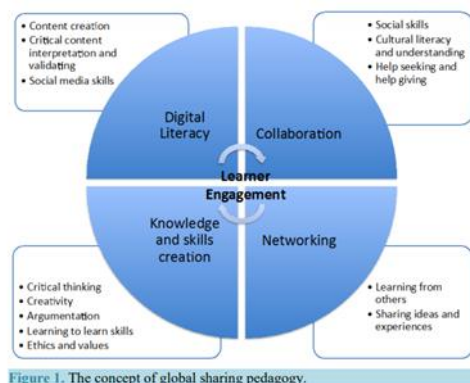 • Content creation
• Critical content
interpretation and
validating
• Social media skills
• Social skills
• Cultural literacy
and understanding
• Help seeking and
help giving
Digital
Literacy
Collaboration
Learner
Engagement
Knowledge
and skills
creation
Networking
• Critical thinking
• Creativity
• Argumentation
• Learning to learn skills
• Ethics and values
• Learning from
others
• Sharing ideas and
experiences
Figure 1. The concept of global sharing pedagogy.